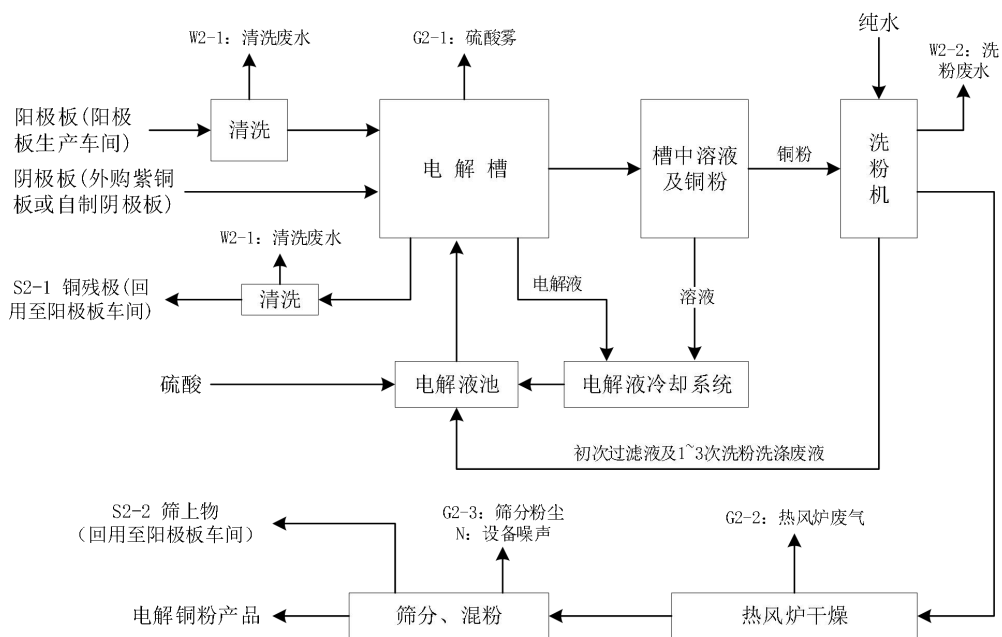 纯水
W2-1：清洗废水
G2-1：硫酸雾
W2-2：洗
粉废水
阳极板(阳极
板生产车间)
清洗
电 解 槽
槽中溶液
及铜粉
铜粉
洗
粉
机
阴极板(外购紫铜
板或自制阴极板)
W2-1：清洗废水
S2-1 铜残极(回
用至阳极板车间)
清洗
电解液
溶液
硫酸
电解液池
电解液冷却系统
初次过滤液及1~3次洗粉洗涤废液
S2-2 筛上物
（回用至阳极板车间）
G2-3：筛分粉尘
N：设备噪声
G2-2：热风炉废气
电解铜粉产品
筛分、混粉
热风炉干燥